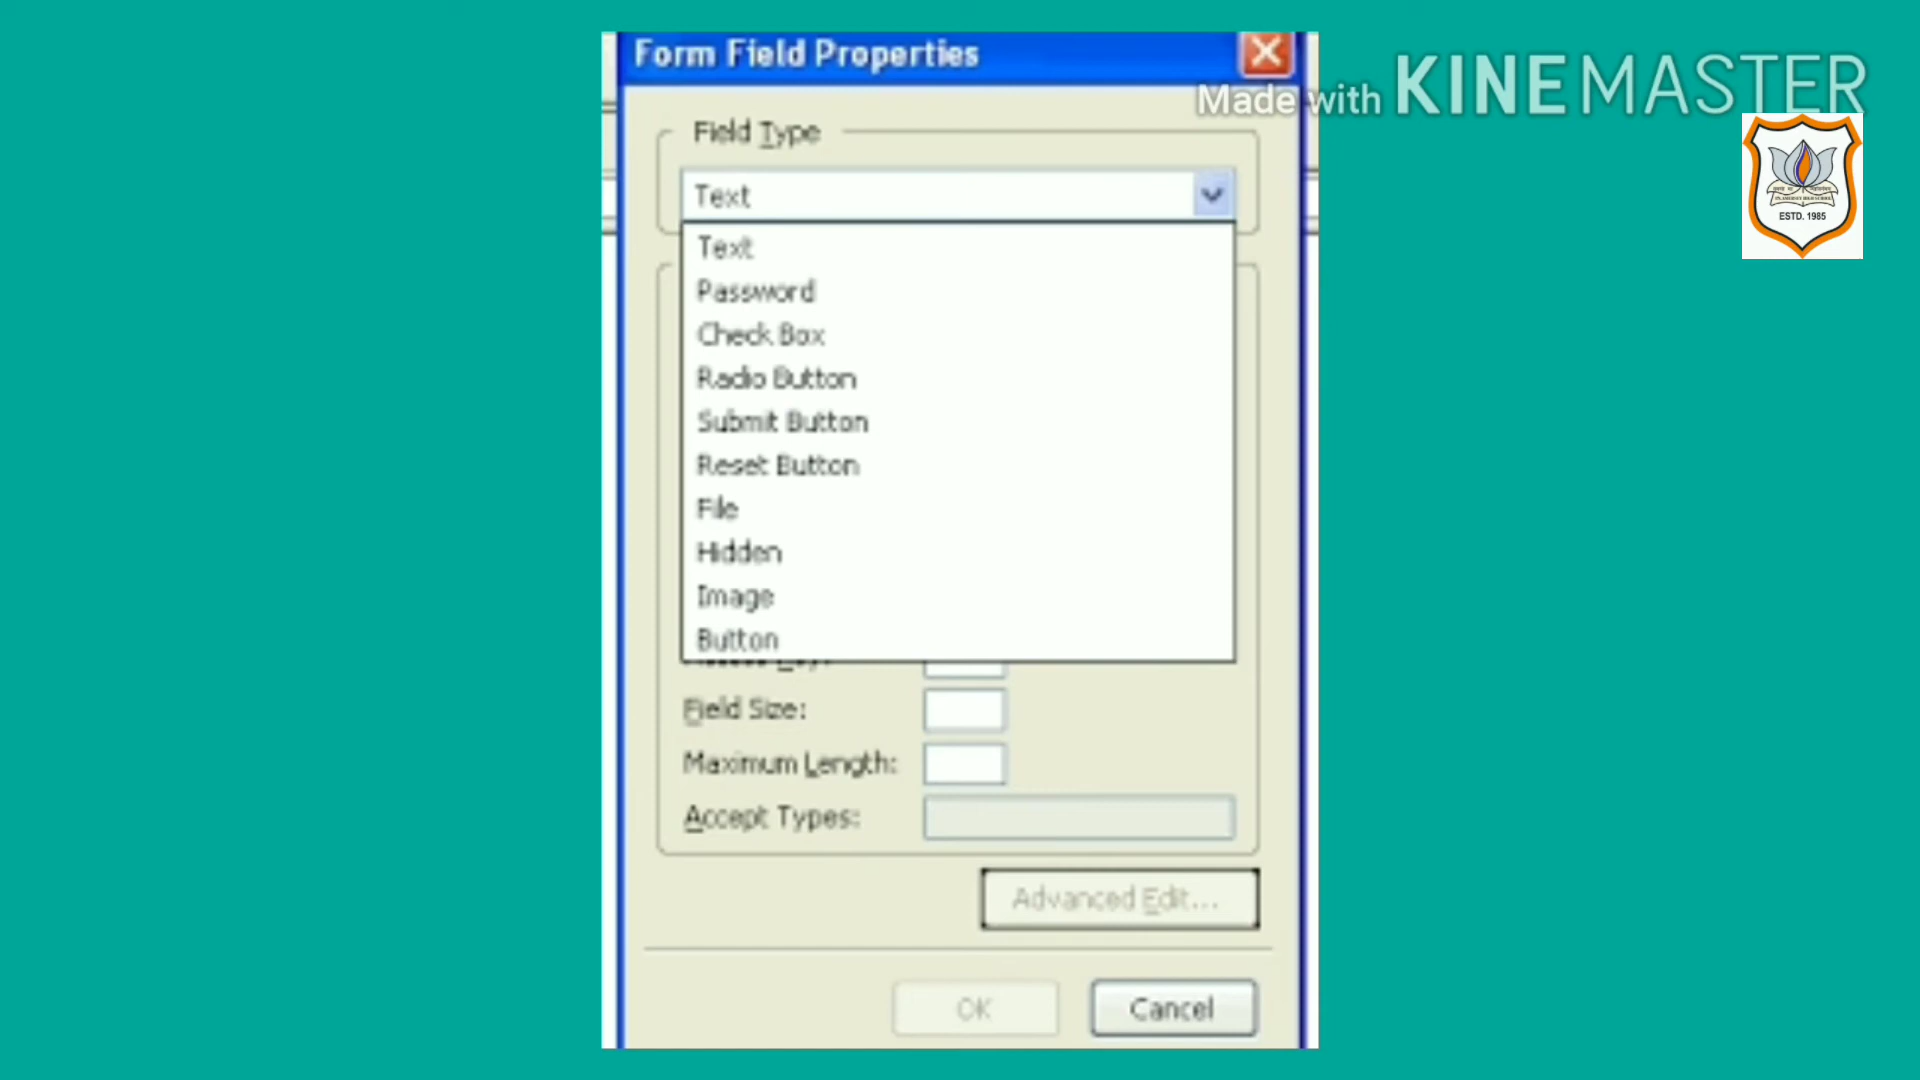 Form Field Properties
Made with KINEMASTER
Field Type
Text
Text
Password
Check Box
Radio Button
Submit Button
Reset Button
File
Hidden
Image
Button
Field Size:
Maximum Length:
Accept Types:
Advanced Edit...
OK
Cancel
ESTD. 1985